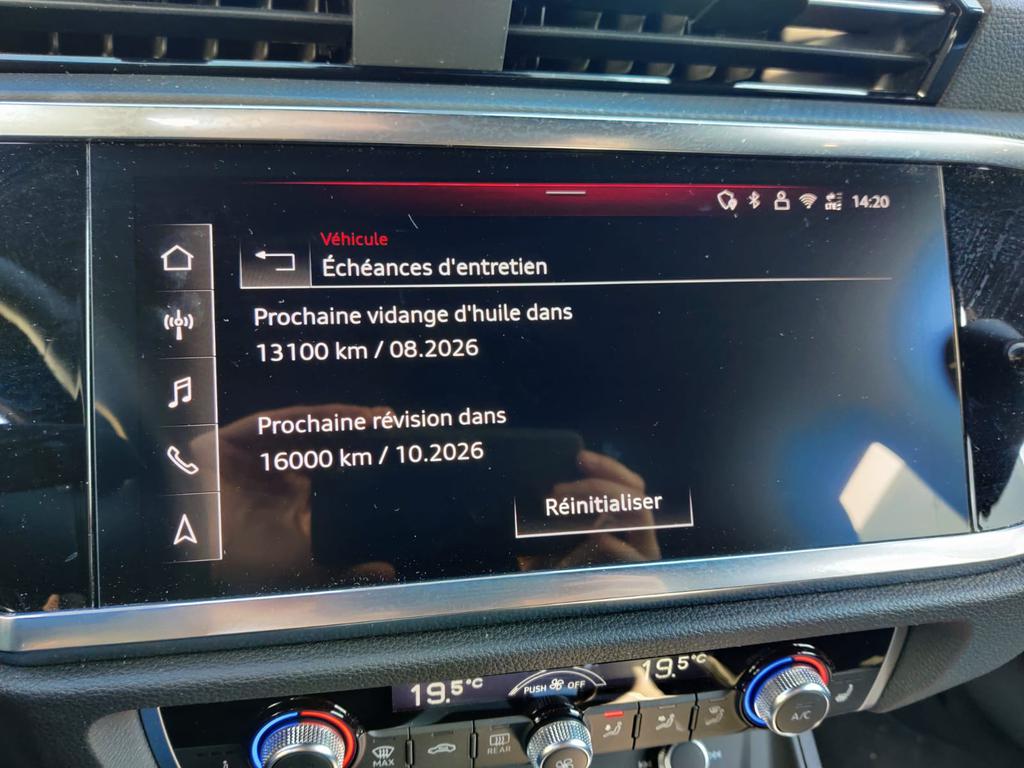 LTE 14:20
Véhicule
Échéances d'entretien
Prochaine vidange d'huile dans
13100 km / 08.2026
Prochaine révision dans
16000 km / 10.2026
Réinitialiser
19.5°C PUSH OFF 19.5°C
MAX REAR A/C